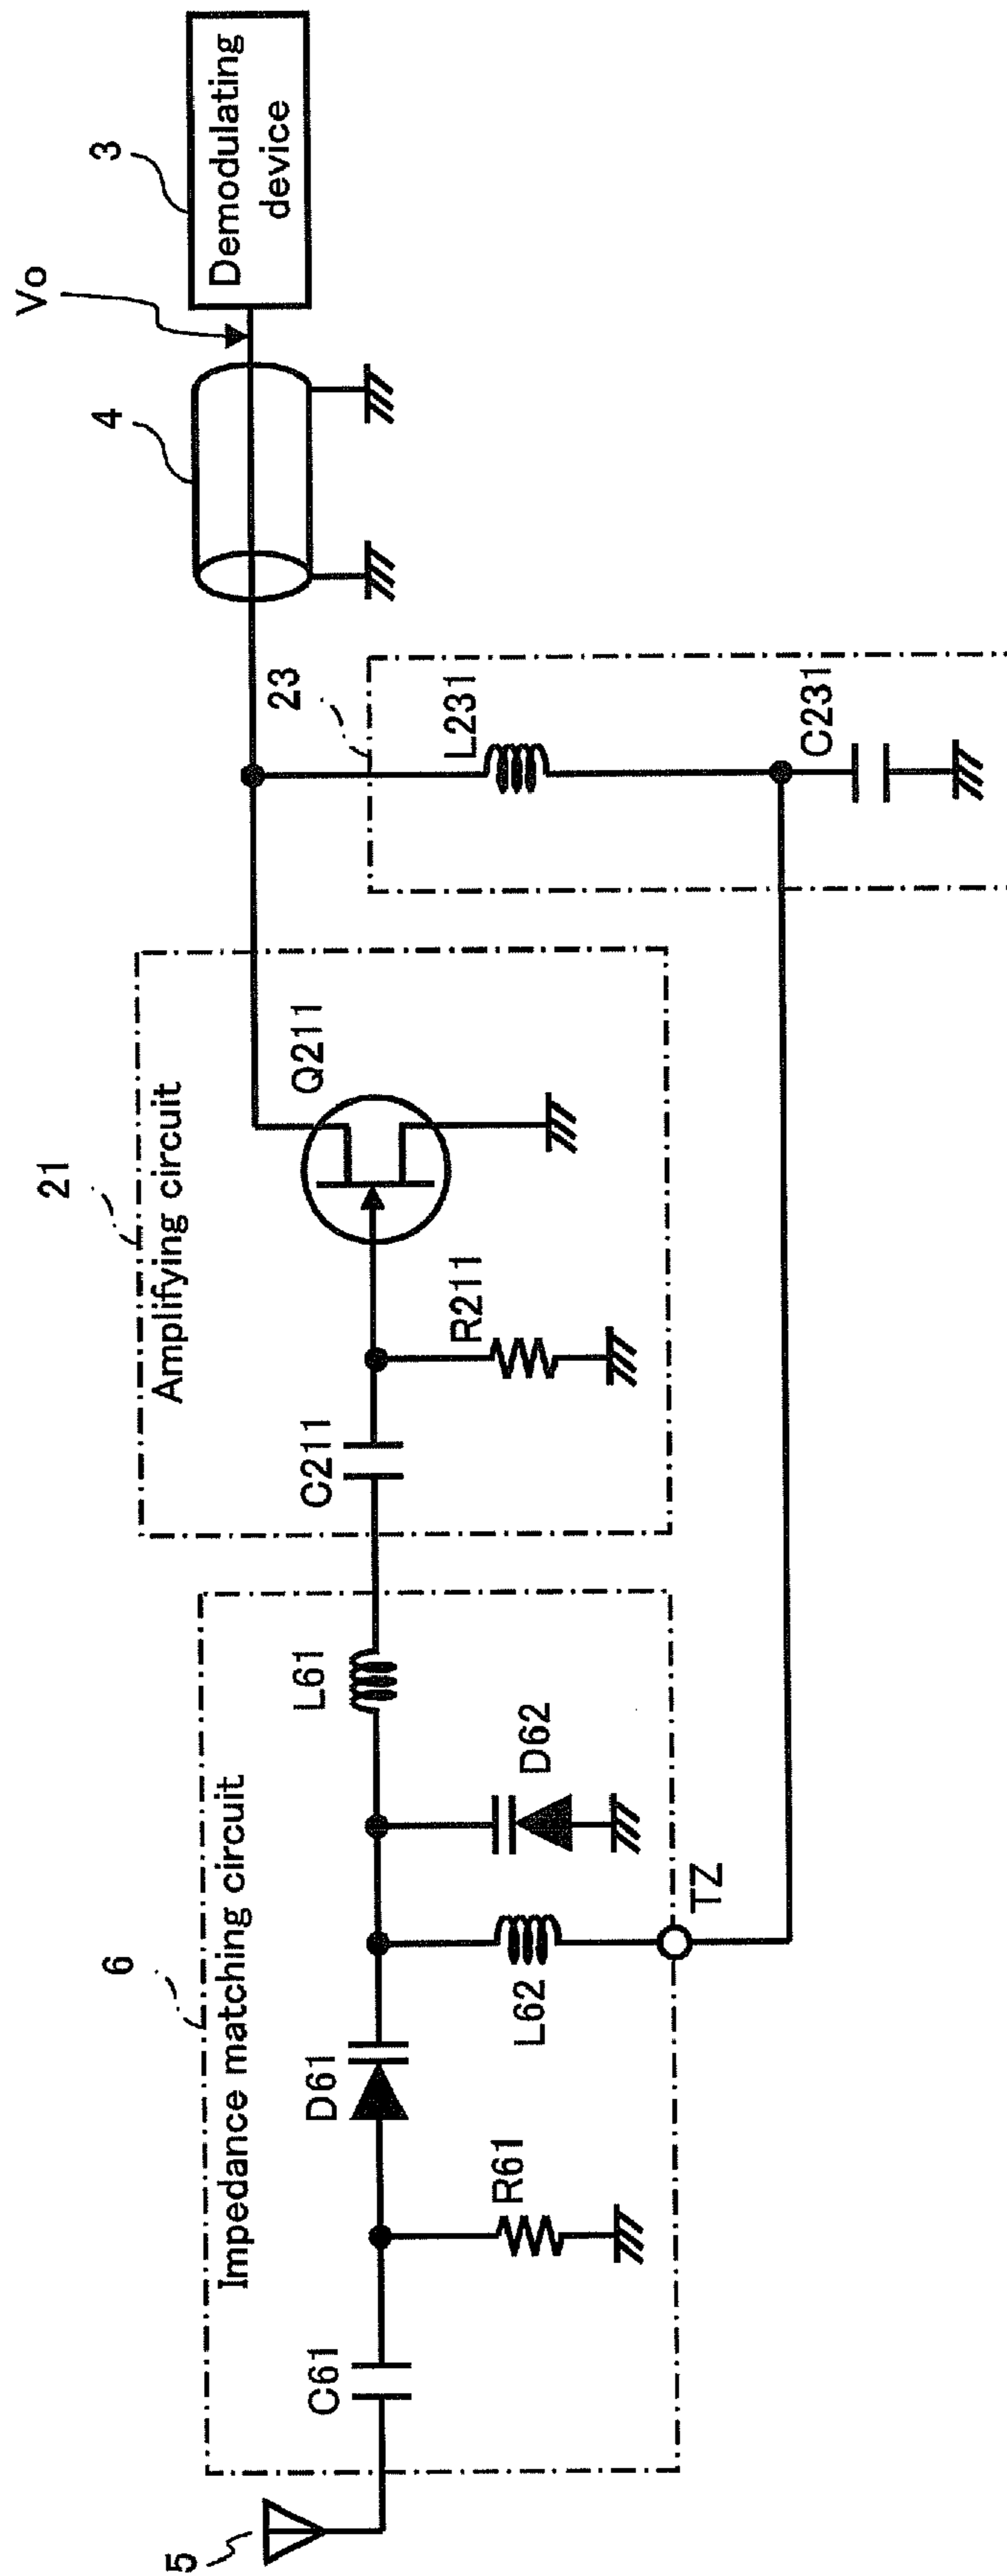 5
C61
6
Impedance matching circuit
R61
D61
L62
TZ
D62
L61
21
Amplifying circuit
C211
R211
Q211
23
L231
C231
4
Vo
3
Demodulating
device